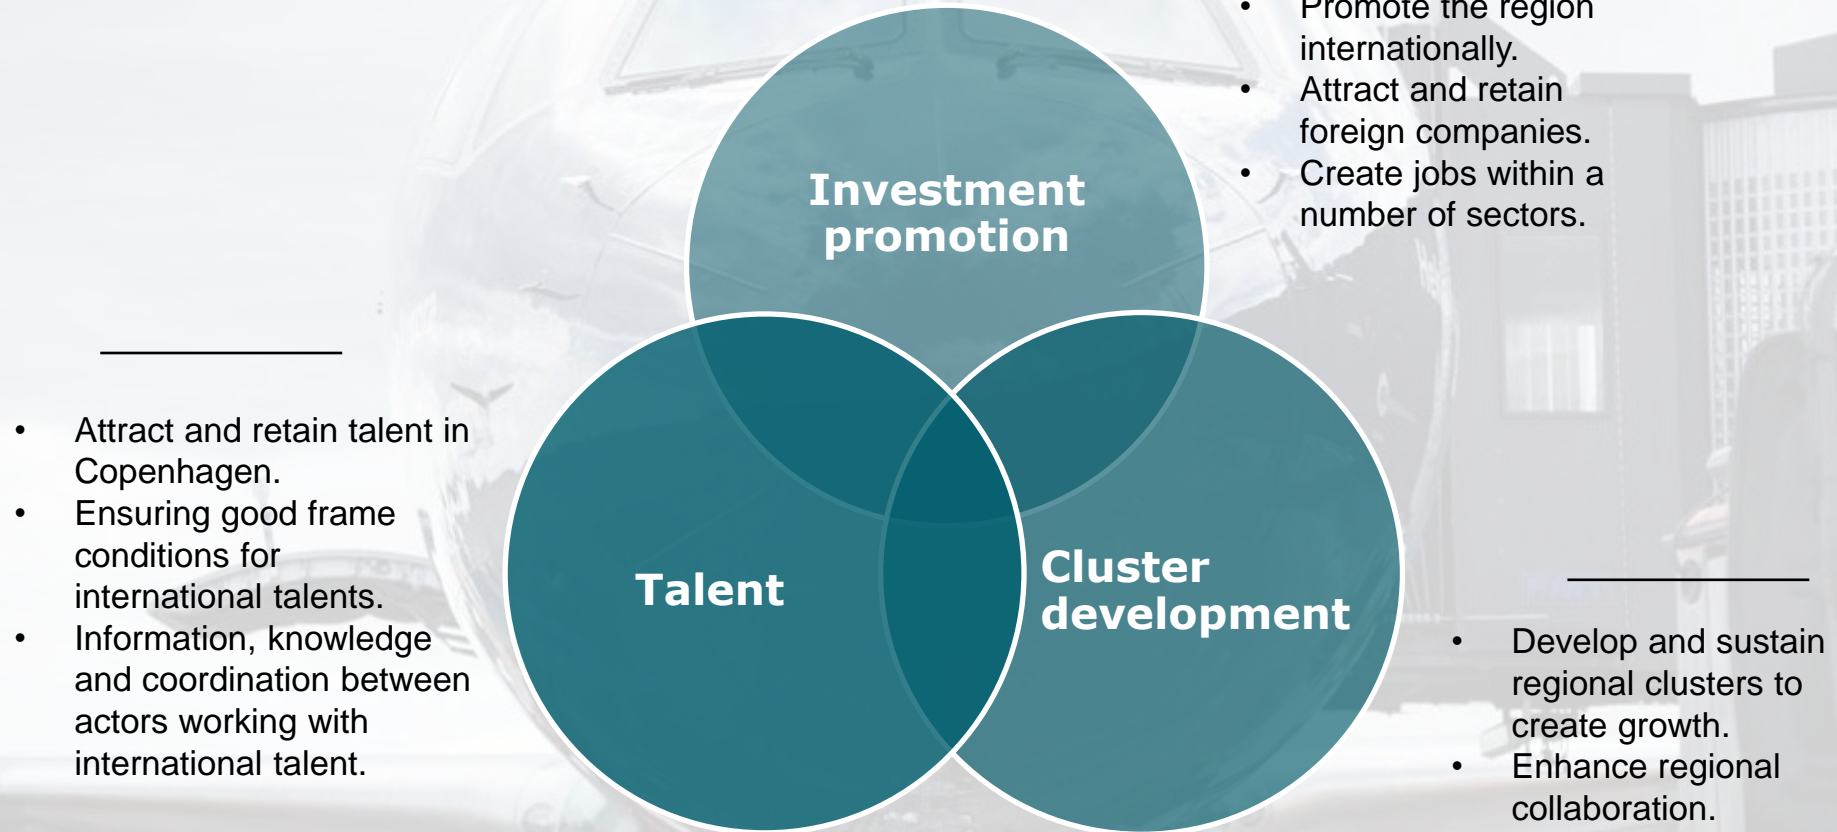 • Promote the region
internationally.
• Attract and retain
foreign companies.
• Create jobs within a
number of sectors.
Investment
promotion
• Attract and retain talent in
Copenhagen.
• Ensuring good frame
conditions for
international talents.
• Information, knowledge
and coordination between
actors working with
international talent.
Talent
Cluster
development
• Develop and sustain
regional clusters to
create growth.
• Enhance regional
collaboration.